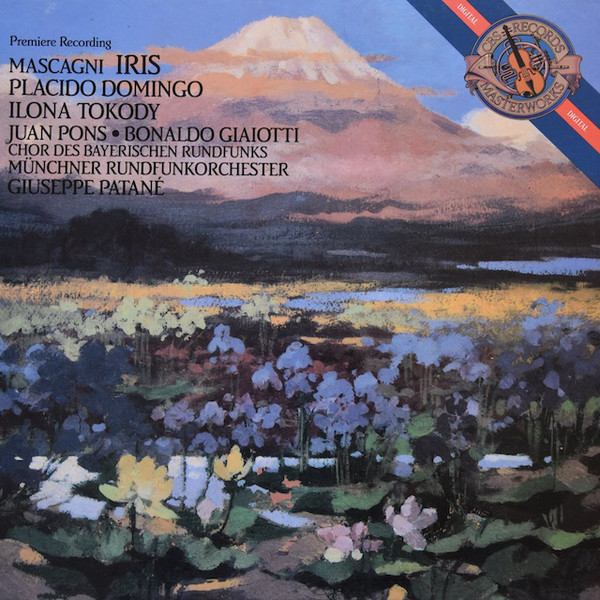 Premiere Recording
MASCAGNI IRIS
PLACIDO DOMINGO
ILONA TOKODY
JUAN PONS • BONALDO GIAIOTTI
CHOR DES BAYERISCHEN RUNDFUNKS
MÜNCHNER RUNDFUNKORCHESTER
GIUSEPPE PATANÉ
DIGITAL
CBS RECORDS
MASTERWORKS
DIGITAL